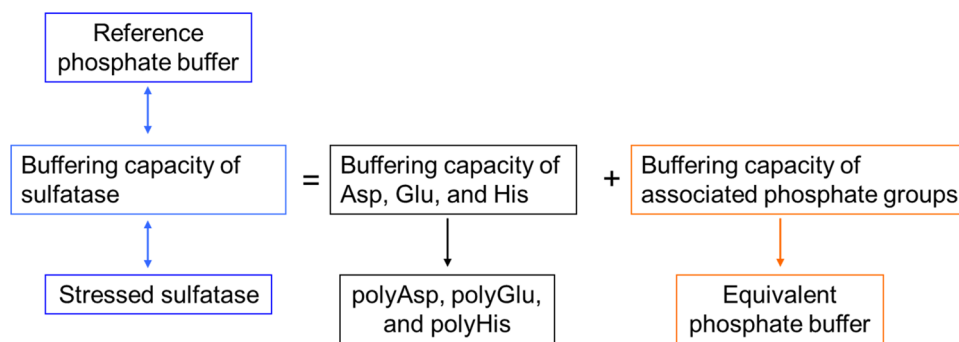 Reference
phosphate buffer
Buffering capacity of
sulfatase
=
Buffering capacity of
Asp, Glu, and His
+
Buffering capacity of
associated phosphate groups
Stressed sulfatase
polyAsp, polyGlu,
and polyHis
Equivalent
phosphate buffer